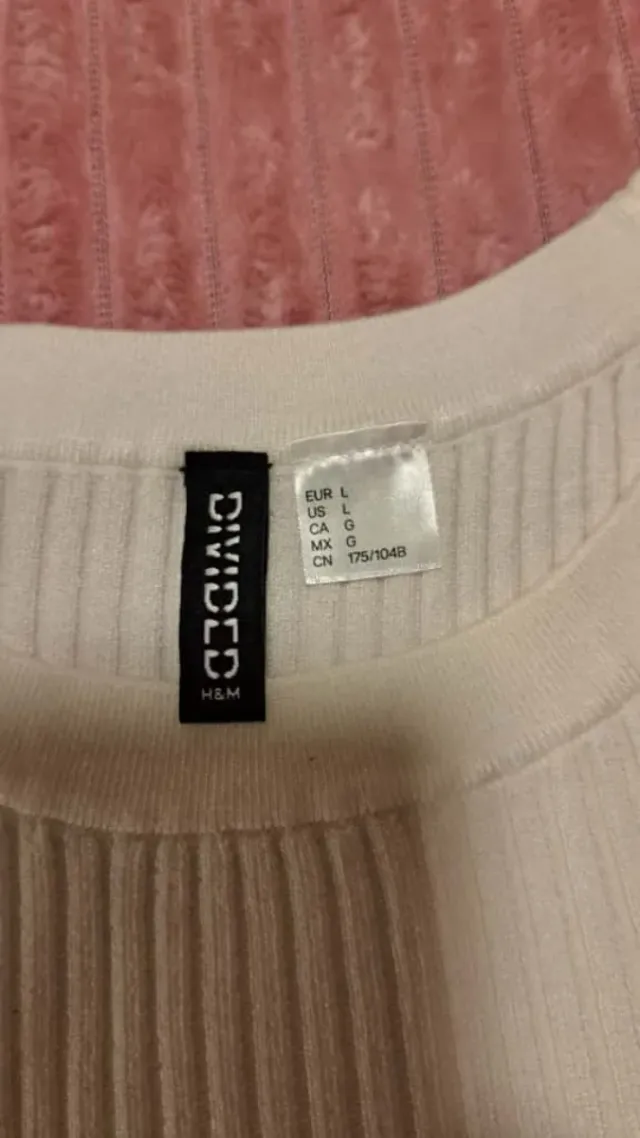 DIVIDED
H&M
EUR L
US L
CA G
MX G
CN 175/104B